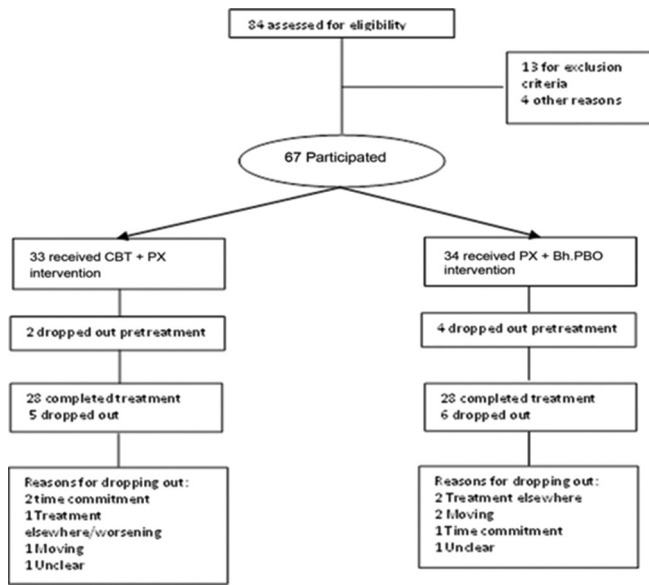 84 assessed for eligibility
13 for exclusion
criteria
4 other reasons
67 Participated
33 received CBT + PX
intervention
34 received PX + Bh.PBO
intervention
2 dropped out pretreatment
4 dropped out pretreatment
28 completed treatment
5 dropped out
28 completed treatment
6 dropped out
Reasons for dropping out:
2 time commitment
1 Treatment
elsewhere/worsening
1 Moving
1 Unclear
Reasons for dropping out:
2 Treatment elsewhere
2 Moving
1 Time commitment
1 Unclear